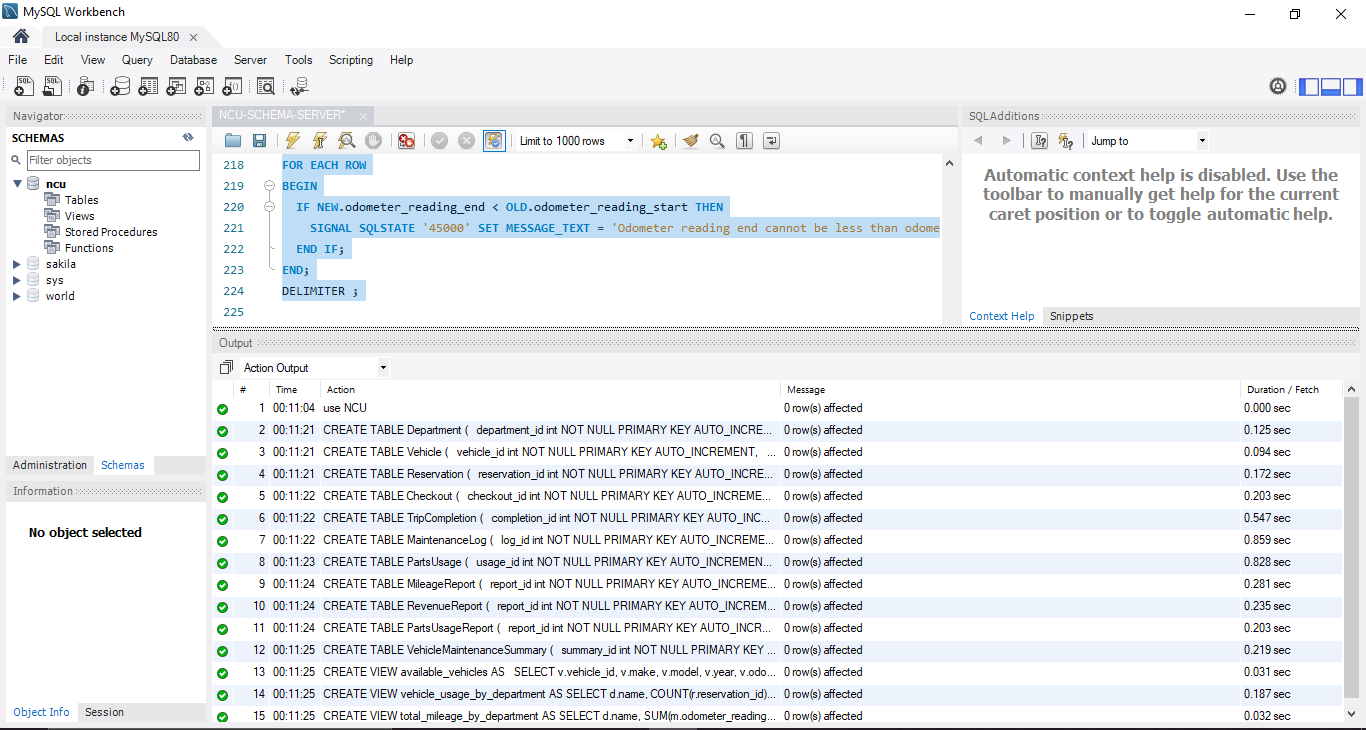 MySQL Workbench
Local instance MySQL80
File Edit View Query Database Server Tools Scripting Help
Navigator
SCHEMAS
Filter objects
ncu
Tables
Views
Stored Procedures
Functions
sakila
sys
world
Administration Schemas
Information
No object selected
Object Info Session
NCU-SCHEMA-SERVER*
Limit to 1000 rows
218 FOR EACH ROW
219 BEGIN
220 IF NEW.odometer_reading_end < OLD.odometer_reading_start THEN
221 SIGNAL SQLSTATE '45000' SET MESSAGE_TEXT = 'Odometer reading end cannot be less than odome
222 END IF;
223 END;
224 DELIMITER ;
225
SQLAdditions
Jump to
Automatic context help is disabled. Use the
toolbar to manually get help for the current
caret position or to toggle automatic help.
Context Help Snippets
Output
Action Output
# Time Action Message Duration / Fetch
1 00:11:04 use NCU 0 row(s) affected 0.000 sec
2 00:11:21 CREATE TABLE Department ( department_id int NOT NULL PRIMARY KEY AUTO_INCRE... 0 row(s) affected 0.125 sec
3 00:11:21 CREATE TABLE Vehicle ( vehicle_id int NOT NULL PRIMARY KEY AUTO_INCREMENT, ... 0 row(s) affected 0.094 sec
4 00:11:21 CREATE TABLE Reservation ( reservation_id int NOT NULL PRIMARY KEY AUTO_INCRE... 0 row(s) affected 0.172 sec
5 00:11:22 CREATE TABLE Checkout ( checkout_id int NOT NULL PRIMARY KEY AUTO_INCREME... 0 row(s) affected 0.203 sec
6 00:11:22 CREATE TABLE TripCompletion ( completion_id int NOT NULL PRIMARY KEY AUTO_INC... 0 row(s) affected 0.547 sec
7 00:11:22 CREATE TABLE MaintenanceLog ( log_id int NOT NULL PRIMARY KEY AUTO_INCREME... 0 row(s) affected 0.859 sec
8 00:11:23 CREATE TABLE PartsUsage ( usage_id int NOT NULL PRIMARY KEY AUTO_INCREMEN... 0 row(s) affected 0.828 sec
9 00:11:24 CREATE TABLE MileageReport ( report_id int NOT NULL PRIMARY KEY AUTO_INCREME... 0 row(s) affected 0.281 sec
10 00:11:24 CREATE TABLE RevenueReport ( report_id int NOT NULL PRIMARY KEY AUTO_INCREM... 0 row(s) affected 0.235 sec
11 00:11:24 CREATE TABLE PartsUsageReport ( report_id int NOT NULL PRIMARY KEY AUTO_INCR... 0 row(s) affected 0.203 sec
12 00:11:25 CREATE TABLE VehicleMaintenanceSummary ( summary_id int NOT NULL PRIMARY KEY ... 0 row(s) affected 0.219 sec
13 00:11:25 CREATE VIEW available_vehicles AS SELECT v.vehicle_id, v.make, v.model, v.year, v.odo... 0 row(s) affected 0.031 sec
14 00:11:25 CREATE VIEW vehicle_usage_by_department AS SELECT d.name, COUNT(r.reservation_id)... 0 row(s) affected 0.187 sec
15 00:11:25 CREATE VIEW total_mileage_by_department AS SELECT d.name, SUM(m.odometer_reading... 0 row(s) affected 0.032 sec